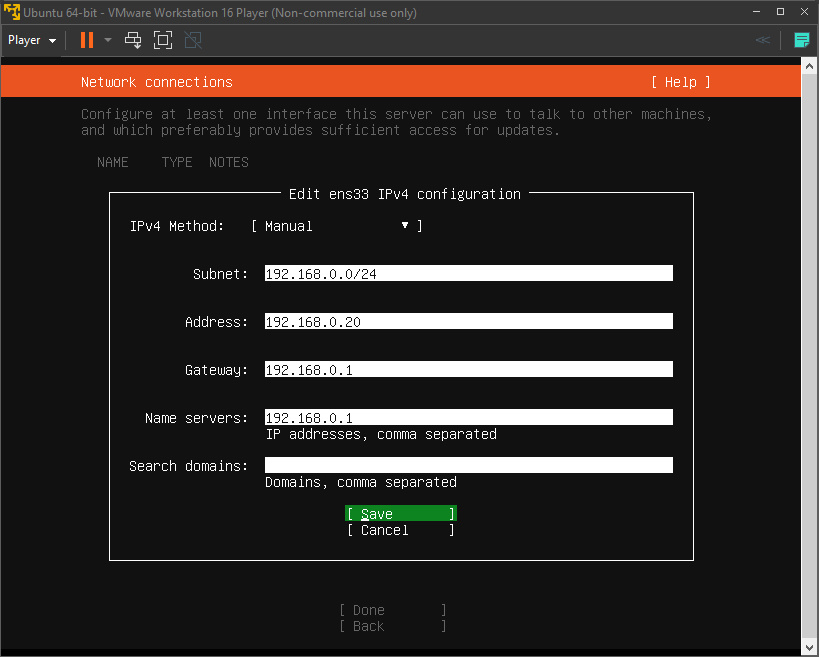 Ubuntu 64-bit - VMware Workstation 16 Player (Non-commercial use only)
Player
Network connections [ Help ]
Configure at least one interface this server can use to talk to other machines,
and which preferably provides sufficient access for updates.
NAME TYPE NOTES
Edit ens33 IPv4 configuration
IPv4 Method: [ Manual ▼ ]
Subnet: 192.168.0.0/24
Address: 192.168.0.20
Gateway: 192.168.0.1
Name servers: 192.168.0.1
IP addresses, comma separated
Search domains:
Domains, comma separated
[ Save ]
[ Cancel ]
[ Done ]
[ Back ]